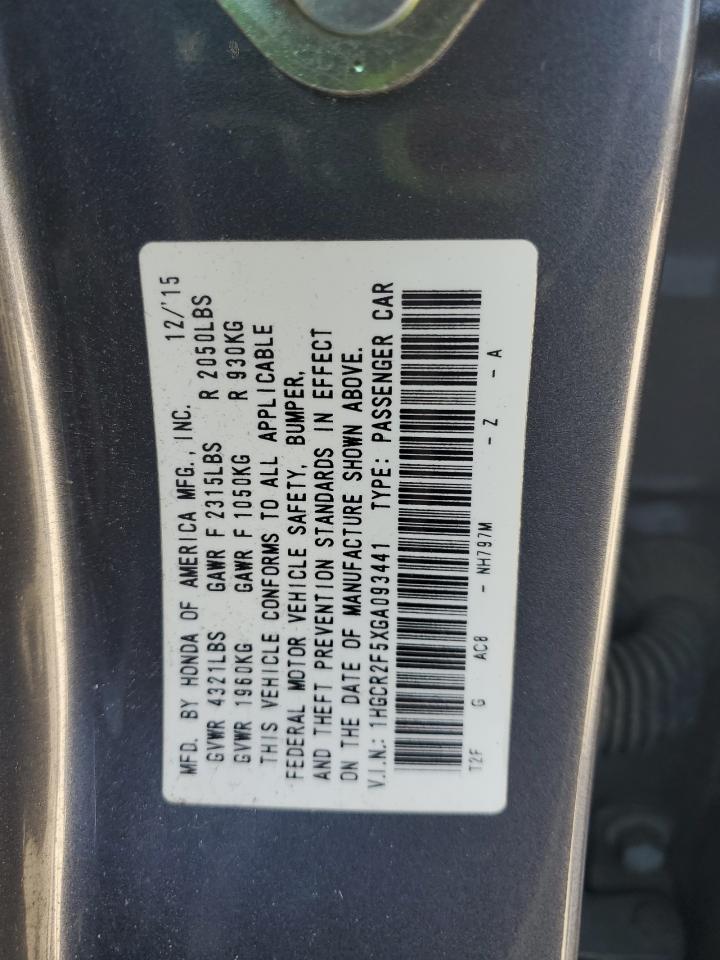 MFD. BY HONDA OF AMERICA MFG., INC. 12/'15
GVWR 4321LBS GAWR F 2315LBS R 2050LBS
GVWR 1960KG GAWR F 1050KG R 930KG
THIS VEHICLE CONFORMS TO ALL APPLICABLE
FEDERAL MOTOR VEHICLE SAFETY, BUMPER,
AND THEFT PREVENTION STANDARDS IN EFFECT
ON THE DATE OF MANUFACTURE SHOWN ABOVE.
V.I.N.: 1HGCR2F5XGA093441 TYPE: PASSENGER CAR
T2F G AC8 - NH797M - Z - A